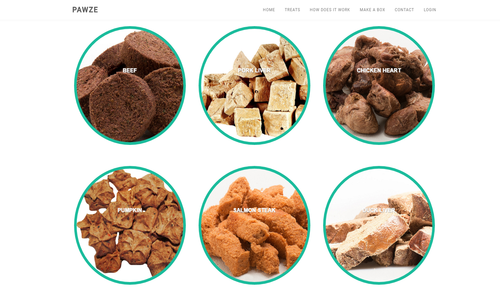 PAWZE
HOME TREATS HOW DOES IT WORK MAKE A BOX CONTACT LOGIN
BEEF
PORK LIVER
CHICKEN HEART
PUMPKIN
SALMON STEAK